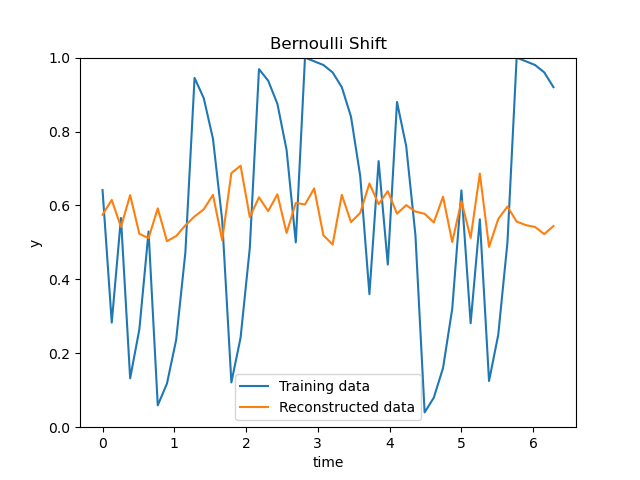 Bernoulli Shift
y
1.0
0.8
0.6
0.4
0.2
0.0
Training data
Reconstructed data
0 1 2 3 4 5 6
time